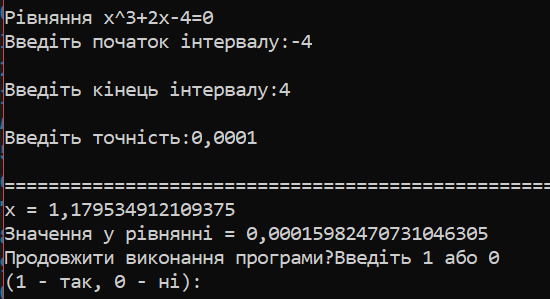 Рівняння x^3+2x-4=0
Введіть початок інтервалу:-4
Введіть кінець інтервалу:4
Введіть точність:0,0001
==================================================
x = 1,179534912109375
Значення у рівнянні = 0,00015982470731046305
Продовжити виконання програми?Введіть 1 або 0
(1 - так, 0 - ні):